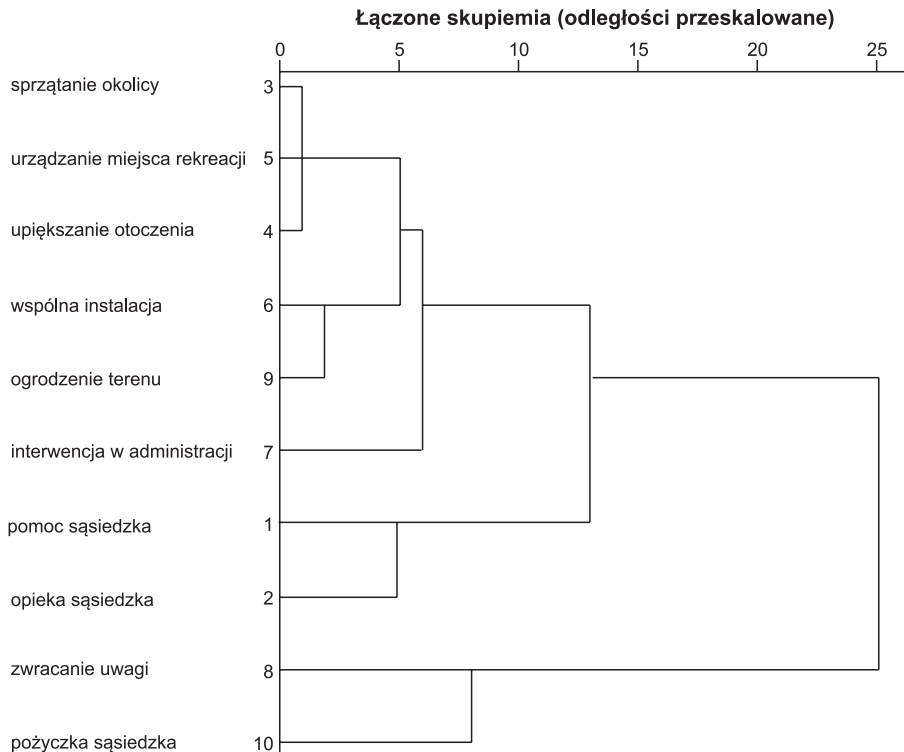 Łączone skupiemia (odległości przeskalowane)
0 5 10 15 20 25
sprzątanie okolicy 3
urządzanie miejsca rekreacji 5
upiększanie otoczenia 4
wspólna instalacja 6
ogrodzenie terenu 9
interwencja w administracji 7
pomoc sąsiedzka 1
opieka sąsiedzka 2
zwracanie uwagi 8
pożyczka sąsiedzka 10